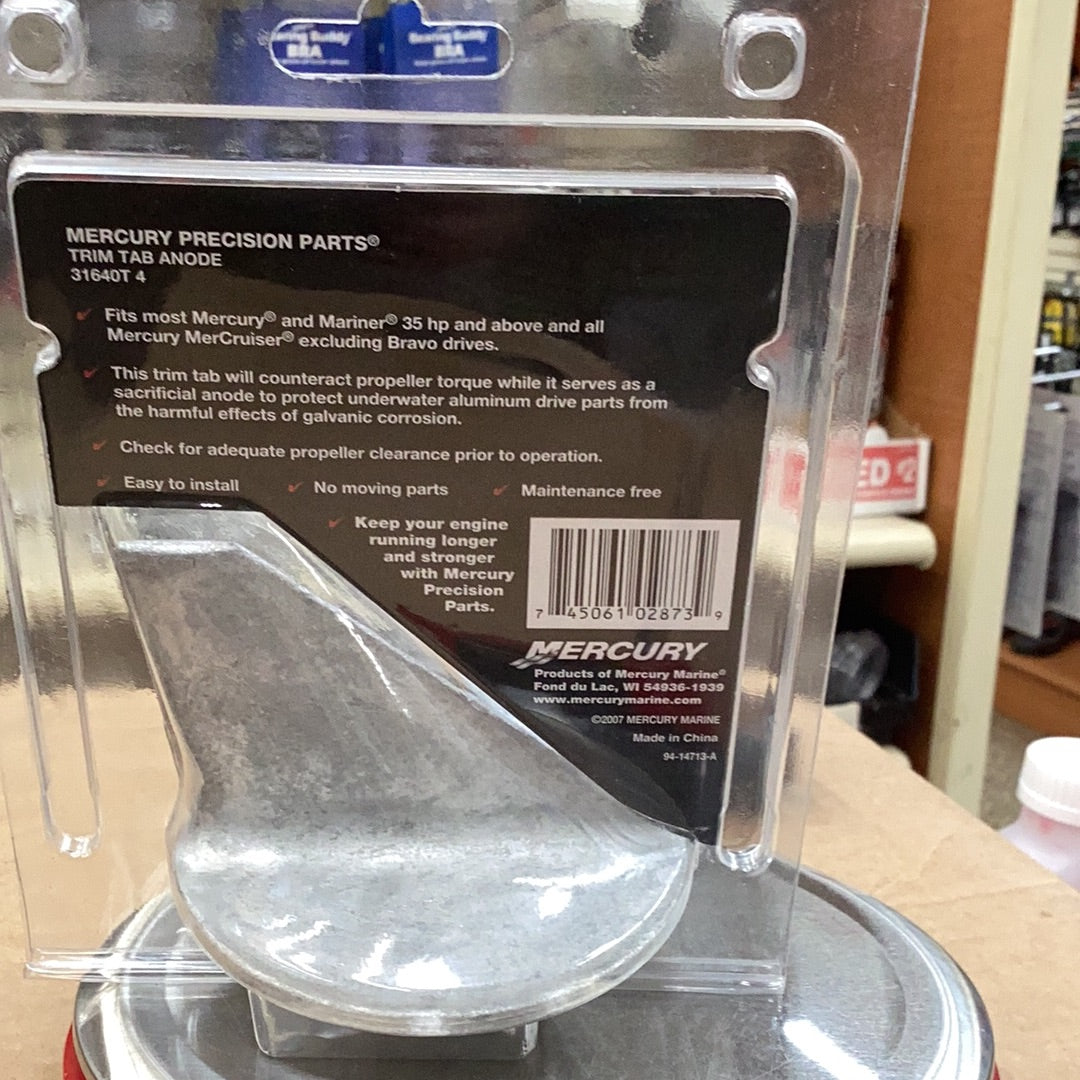 Bearing Buddy
BRA
MERCURY PRECISION PARTS®
TRIM TAB ANODE
31640T 4
Fits most Mercury® and Mariner® 35 hp and above and all
Mercury MerCruiser® excluding Bravo drives.
This trim tab will counteract propeller torque while it serves as a
sacrificial anode to protect underwater aluminum drive parts from
the harmful effects of galvanic corrosion.
Check for adequate propeller clearance prior to operation.
Easy to install No moving parts Maintenance free
Keep your engine
running longer
and stronger
with Mercury
Precision
Parts.
7 45061 02873 9
MERCURY
Products of Mercury Marine®
Fond du Lac, WI 54936-1939
www.mercurymarine.com
©2007 MERCURY MARINE
Made in China
94-14713-A
ED